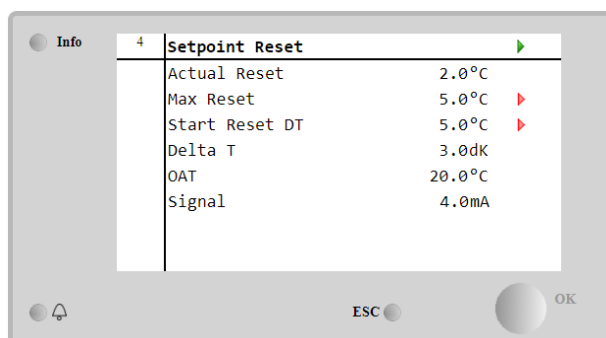 Info
4 Setpoint Reset
Actual Reset 2.0°C
Max Reset 5.0°C
Start Reset DT 5.0°C
Delta T 3.0dK
OAT 20.0°C
Signal 4.0mA
ESC OK